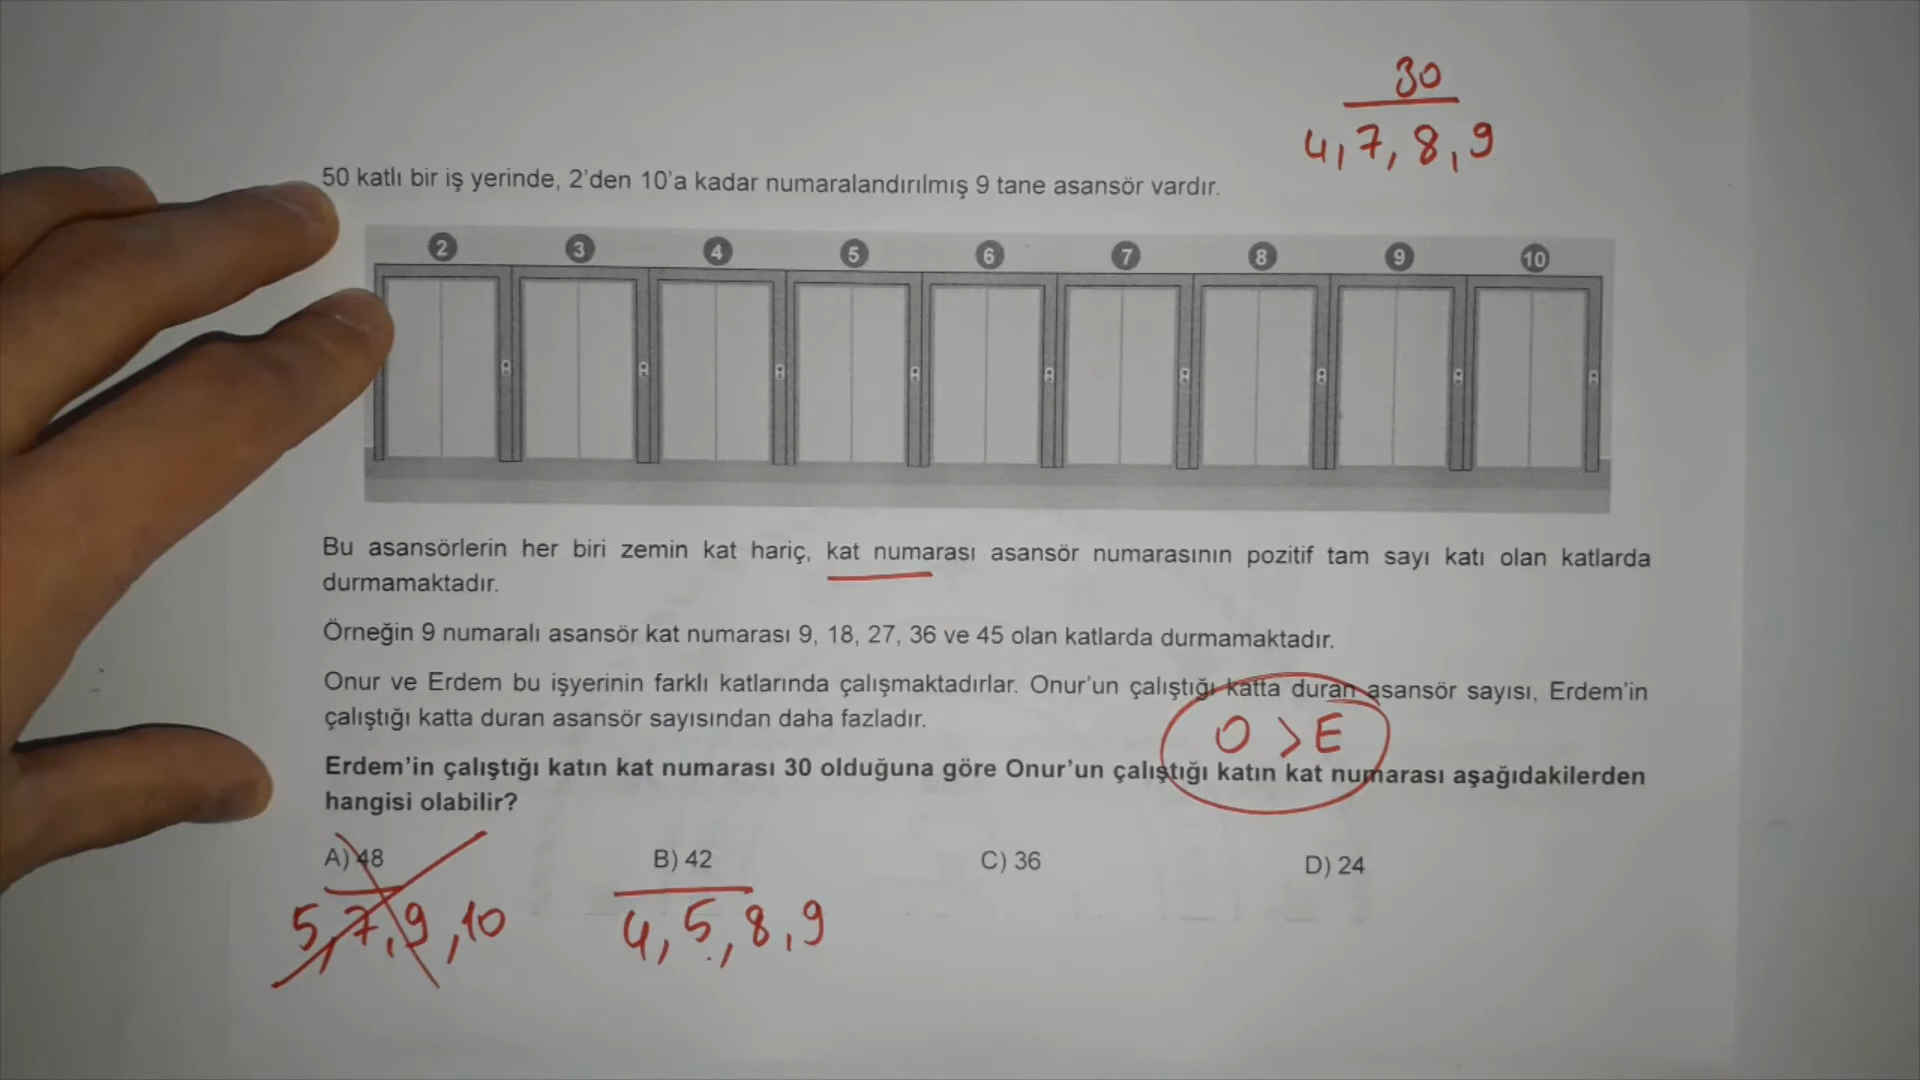 30
4, 7, 8, 9
50 katlı bir iş yerinde, 2'den 10'a kadar numaralandırılmış 9 tane asansör vardır.
2 3 4 5 6 7 8 9 10
Bu asansörlerin her biri zemin kat hariç, kat numarası asansör numarasının pozitif tam sayı katı olan katlarda
durmamaktadır.
Örneğin 9 numaralı asansör kat numarası 9, 18, 27, 36 ve 45 olan katlarda durmamaktadır.
Onur ve Erdem bu işyerinin farklı katlarında çalışmaktadırlar. Onur'un çalıştığı katta duran asansör sayısı, Erdem'in
çalıştığı katta duran asansör sayısından daha fazladır.
O > E
Erdem'in çalıştığı katın kat numarası 30 olduğuna göre Onur'un çalıştığı katın kat numarası aşağıdakilerden
hangisi olabilir?
A) 48 B) 42 C) 36 D) 24
5, 7, 9, 10 4, 5, 8, 9